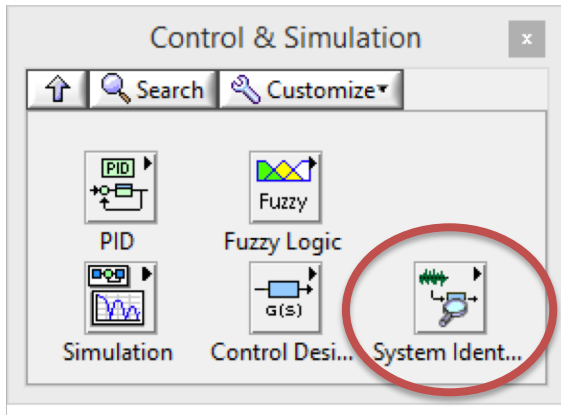 Control & Simulation
x
Search Customize
PID
Fuzzy
PID Fuzzy Logic
G(s)
Simulation Control Desi... System Ident...